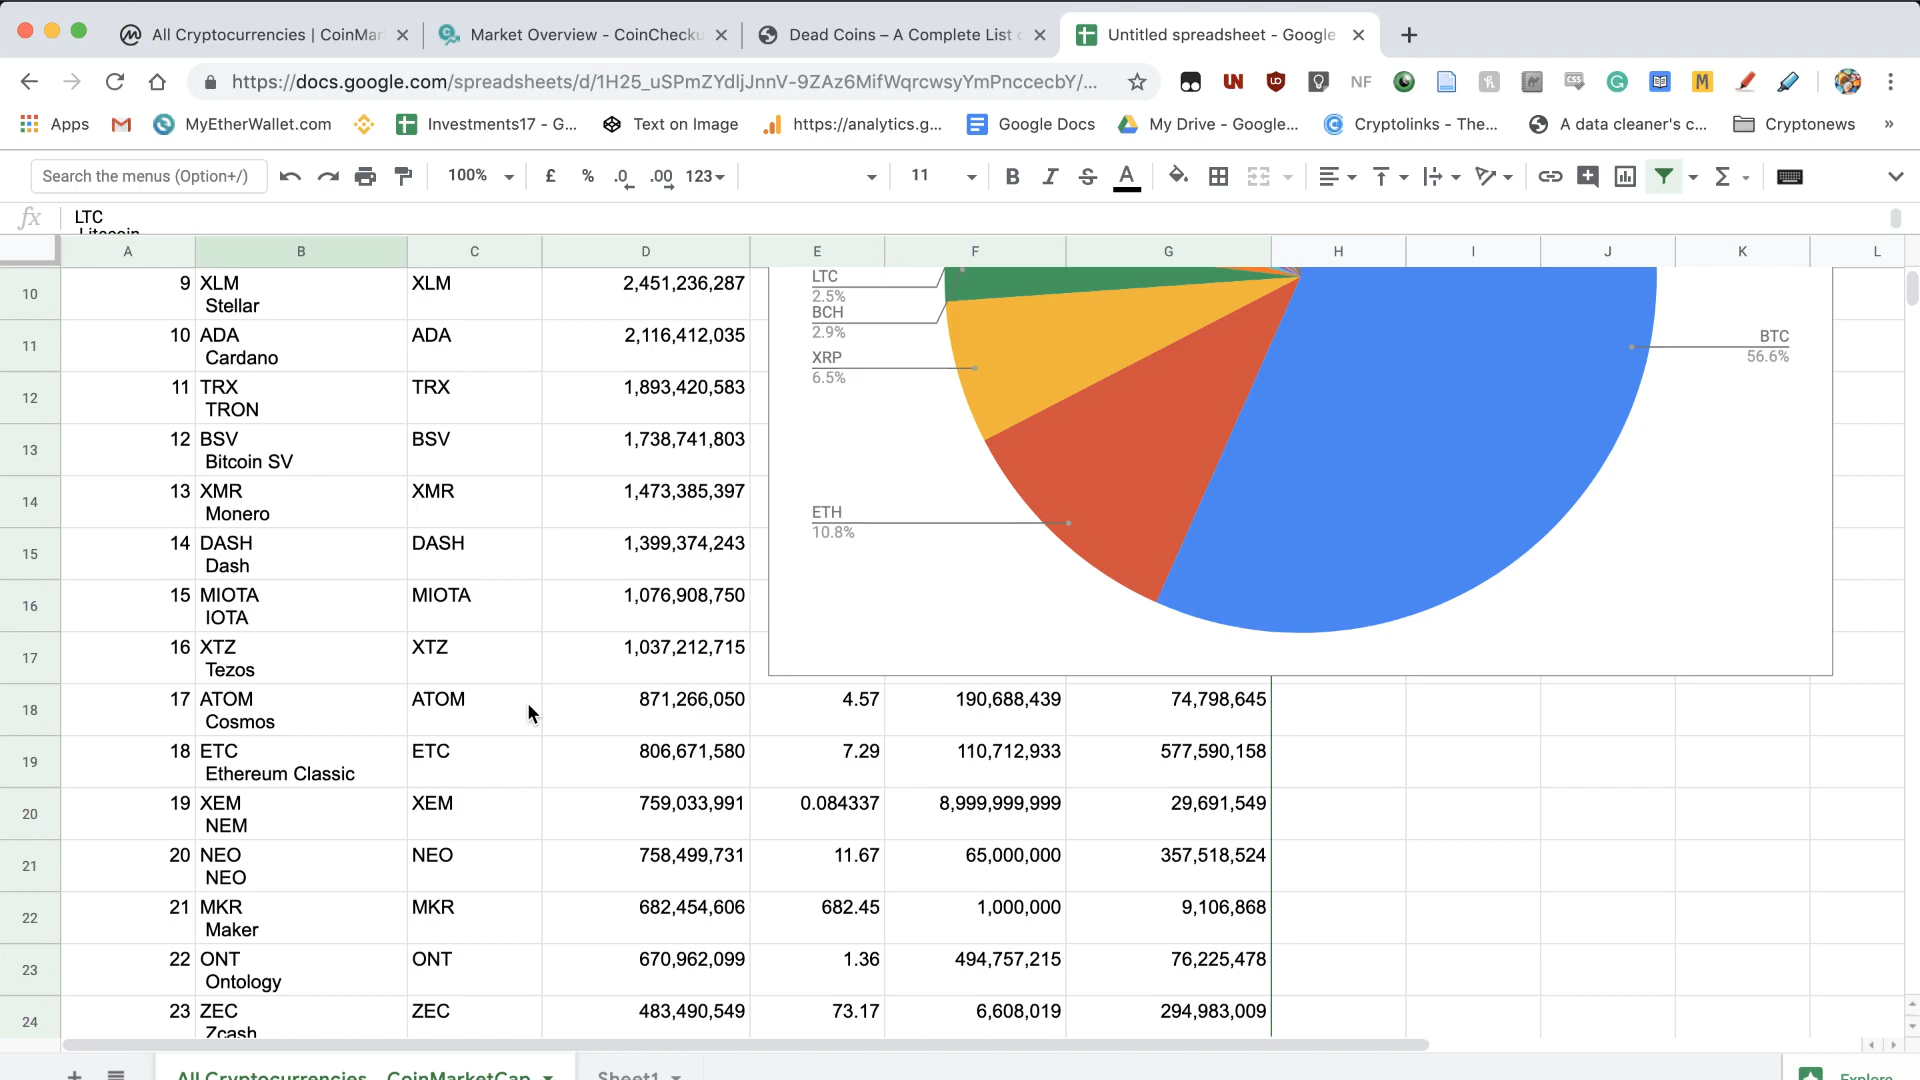 All Cryptocurrencies | CoinMar
Market Overview - CoinChecku
Dead Coins – A Complete List o
Untitled spreadsheet - Google
https://docs.google.com/spreadsheets/d/1H25_uSPmZYdljJnnV-9ZAz6MifWqrcwsyYmPnccecbY/...
UN
NF
CSS
M
Apps
MyEtherWallet.com
Investments17 - G...
Text on Image
https://analytics.g...
Google Docs
My Drive - Google...
Cryptolinks - The...
A data cleaner's c...
Cryptonews
»
Search the menus (Option+/)
100%
£
%
.0
.00
123
11
B
I
S
A
Σ
fx
LTC
Litecoin
A B C D E F G H I J K L
10 9 XLM XLM 2,451,236,287
Stellar
11 10 ADA ADA 2,116,412,035
Cardano
12 11 TRX TRX 1,893,420,583
TRON
13 12 BSV BSV 1,738,741,803
Bitcoin SV
14 13 XMR XMR 1,473,385,397
Monero
15 14 DASH DASH 1,399,374,243
Dash
16 15 MIOTA MIOTA 1,076,908,750
IOTA
17 16 XTZ XTZ 1,037,212,715
Tezos
18 17 ATOM ATOM 871,266,050 4.57 190,688,439 74,798,645
Cosmos
19 18 ETC ETC 806,671,580 7.29 110,712,933 577,590,158
Ethereum Classic
20 19 XEM XEM 759,033,991 0.084337 8,999,999,999 29,691,549
NEM
21 20 NEO NEO 758,499,731 11.67 65,000,000 357,518,524
NEO
22 21 MKR MKR 682,454,606 682.45 1,000,000 9,106,868
Maker
23 22 ONT ONT 670,962,099 1.36 494,757,215 76,225,478
Ontology
24 23 ZEC ZEC 483,490,549 73.17 6,608,019 294,983,009
Zcash
LTC
2.5%
BCH
2.9%
XRP
6.5%
ETH
10.8%
BTC
56.6%
All Cryptocurrencies CoinMarketCap
Sheet1
Explore